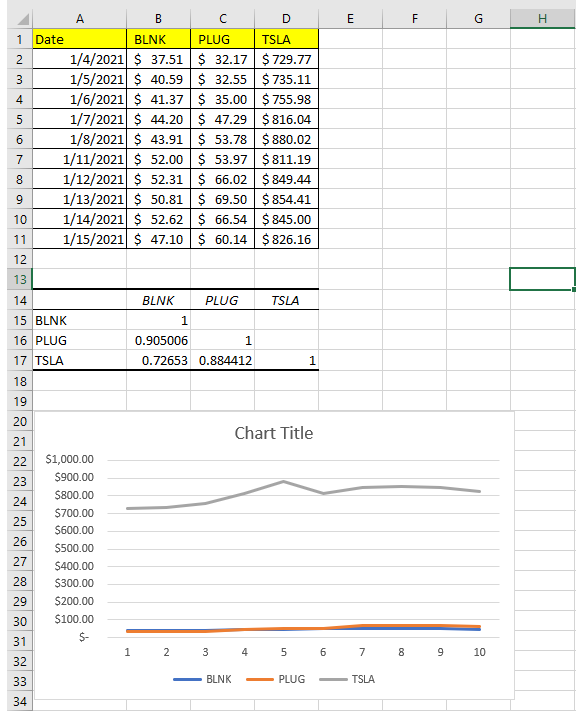 A B C D E F G H
1 Date BLNK PLUG TSLA
2 1/4/2021 $ 37.51 $ 32.17 $ 729.77
3 1/5/2021 $ 40.59 $ 32.55 $ 735.11
4 1/6/2021 $ 41.37 $ 35.00 $ 755.98
5 1/7/2021 $ 44.20 $ 47.29 $ 816.04
6 1/8/2021 $ 43.91 $ 53.78 $ 880.02
7 1/11/2021 $ 52.00 $ 53.97 $ 811.19
8 1/12/2021 $ 52.31 $ 66.02 $ 849.44
9 1/13/2021 $ 50.81 $ 69.50 $ 854.41
10 1/14/2021 $ 52.62 $ 66.54 $ 845.00
11 1/15/2021 $ 47.10 $ 60.14 $ 826.16
12
13
14 BLNK PLUG TSLA
15 BLNK 1
16 PLUG 0.905006 1
17 TSLA 0.72653 0.884412 1
18
19
20
21 Chart Title
22 $1,000.00
23 $900.00
24 $800.00
25 $700.00
26 $600.00
27 $500.00
28 $400.00
29 $300.00
30 $200.00
31 $100.00
32 $-
33 1 2 3 4 5 6 7 8 9 10
34 BLNK PLUG TSLA